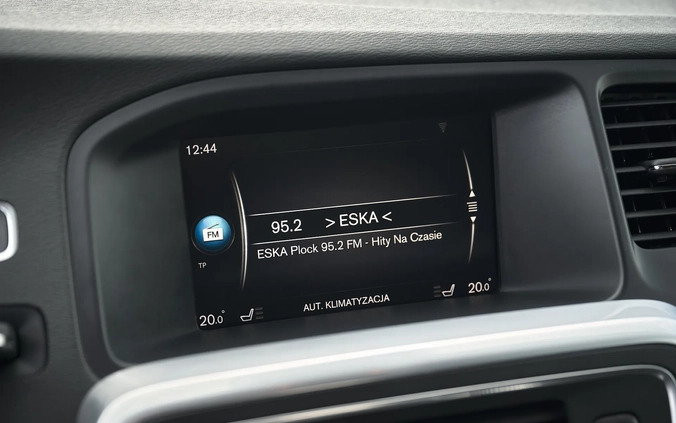 12:44
95.2 > ESKA <
FM
ESKA Plock 95.2 FM - Hity Na Czasie
TP
20.0°
AUT. KLIMATYZACJA
20.0°